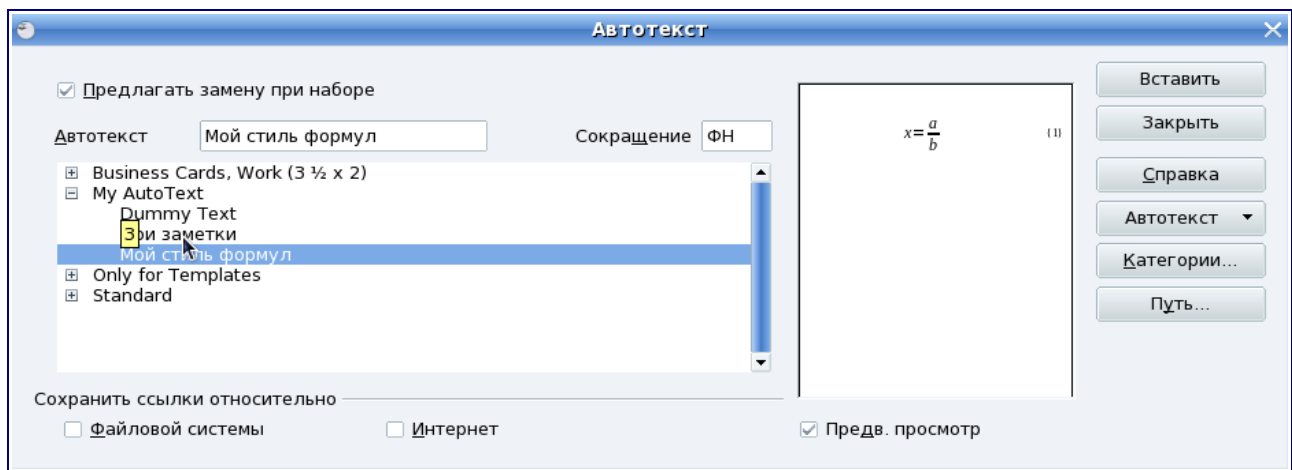 Автотекст
Предлагать замену при наборе
Автотекст Мой стиль формул Сокращение ФН
Business Cards, Work (3 ½ x 2)
My AutoText
Dummy Text
З ри заметки
Мой стиль формул
Only for Templates
Standard
Сохранить ссылки относительно
Файловой системы Интернет
x=a/b (1)
Предв. просмотр
Вставить
Закрыть
Справка
Автотекст
Категории...
Путь...